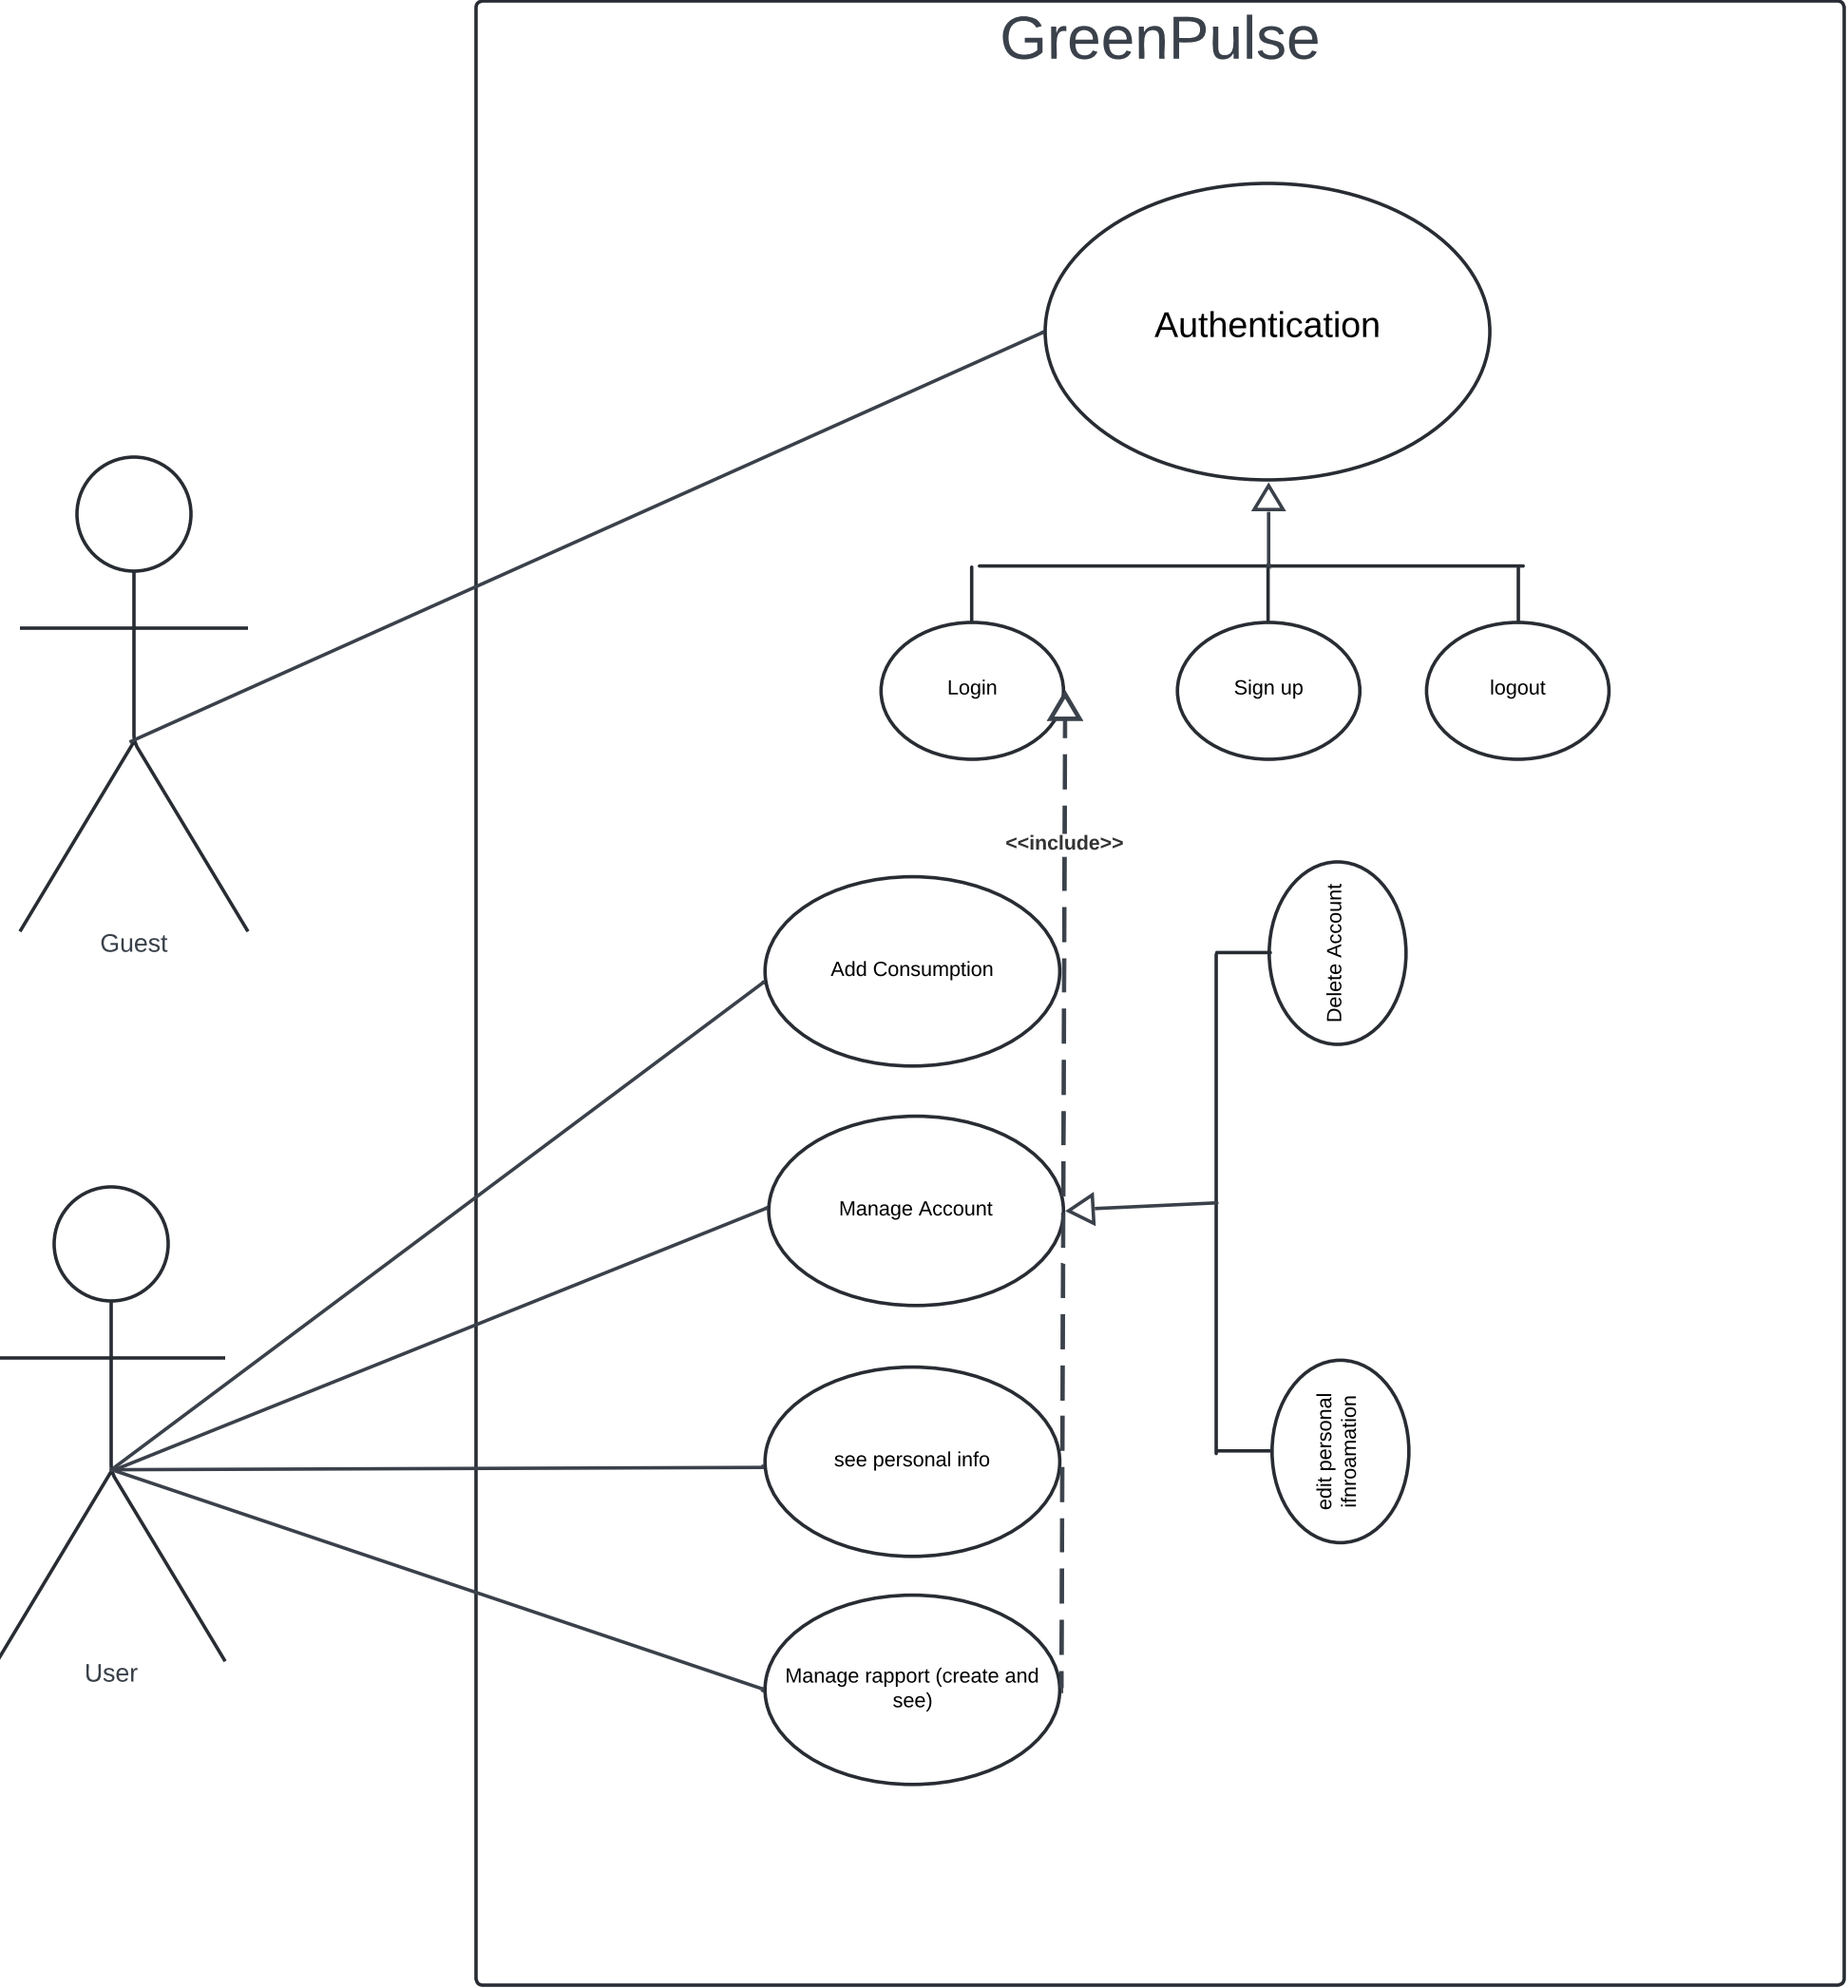 GreenPulse
Authentication
Login
Sign up
logout
<<include>>
Guest
Add Consumption
Delete Account
Manage Account
see personal info
edit personal
ifnroamation
User
Manage rapport (create and
see)